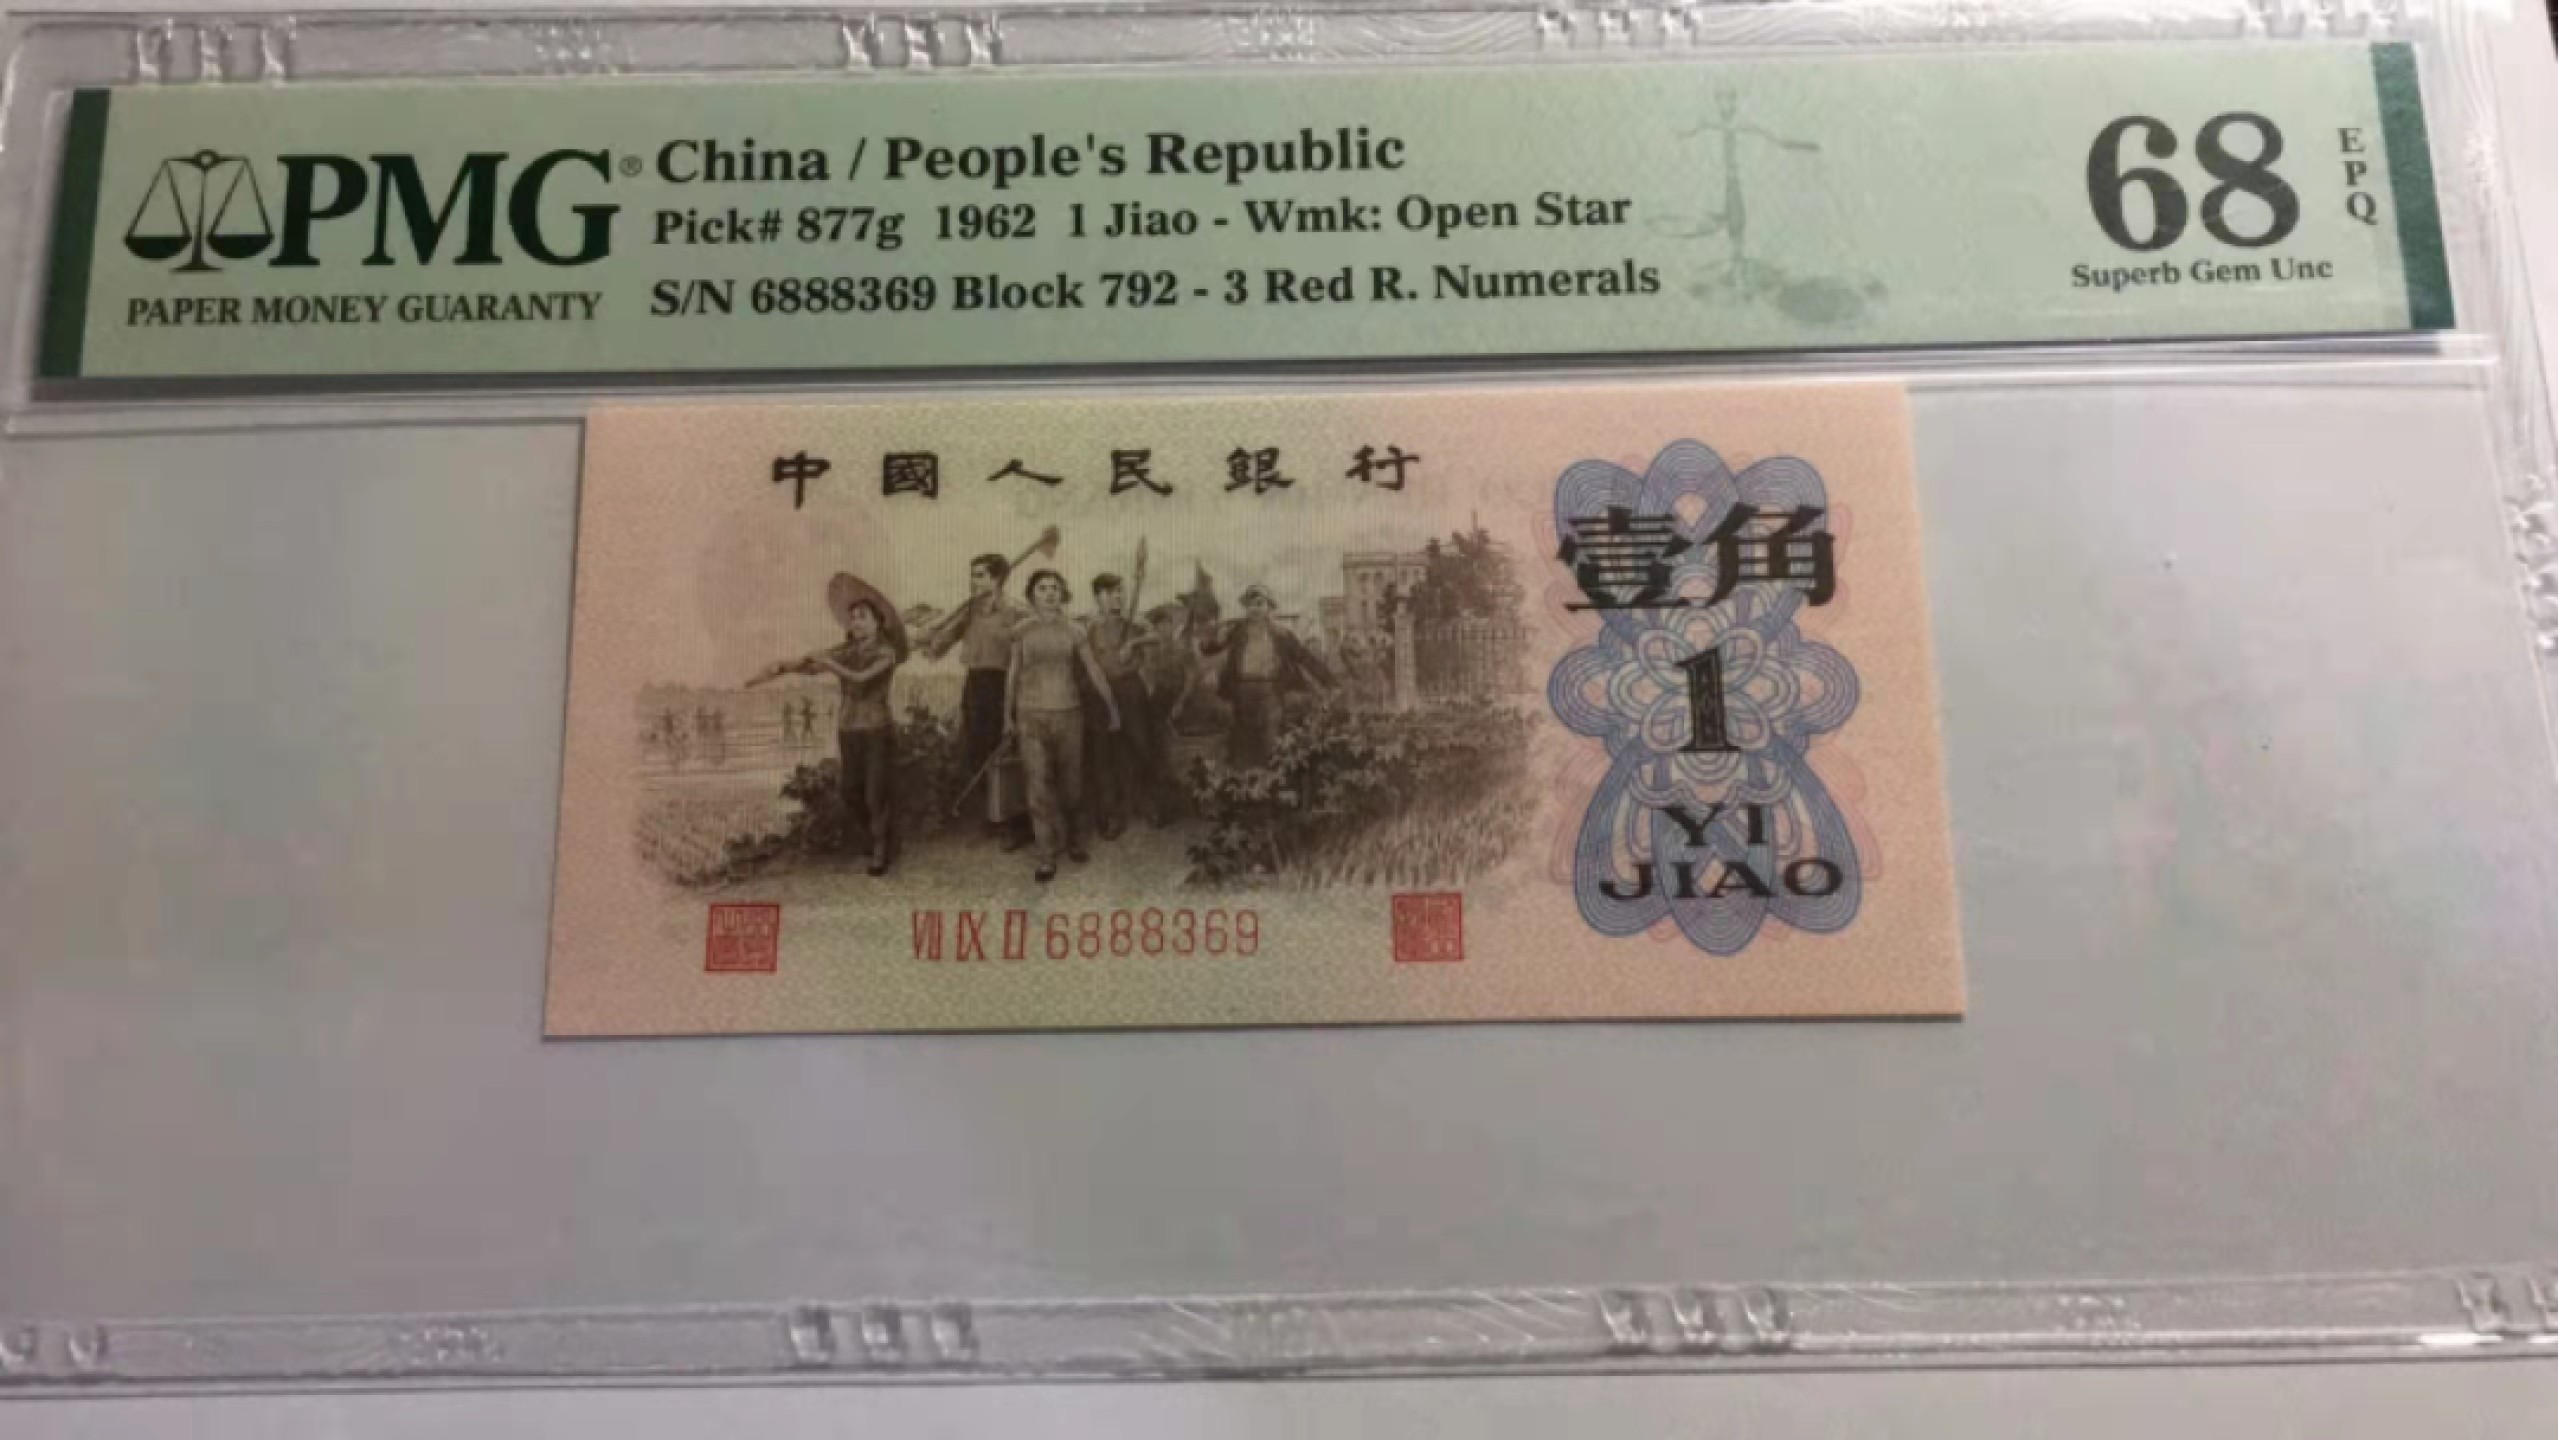 PMG®
PAPER MONEY GUARANTY
China / People's Republic
Pick# 877g 1962 1 Jiao - Wmk: Open Star
S/N 6888369 Block 792 - 3 Red R. Numerals
68
EPQ
Superb Gem Unc
中國人民銀行
壹角
1
YI
JIAO
VII IX II 6888369